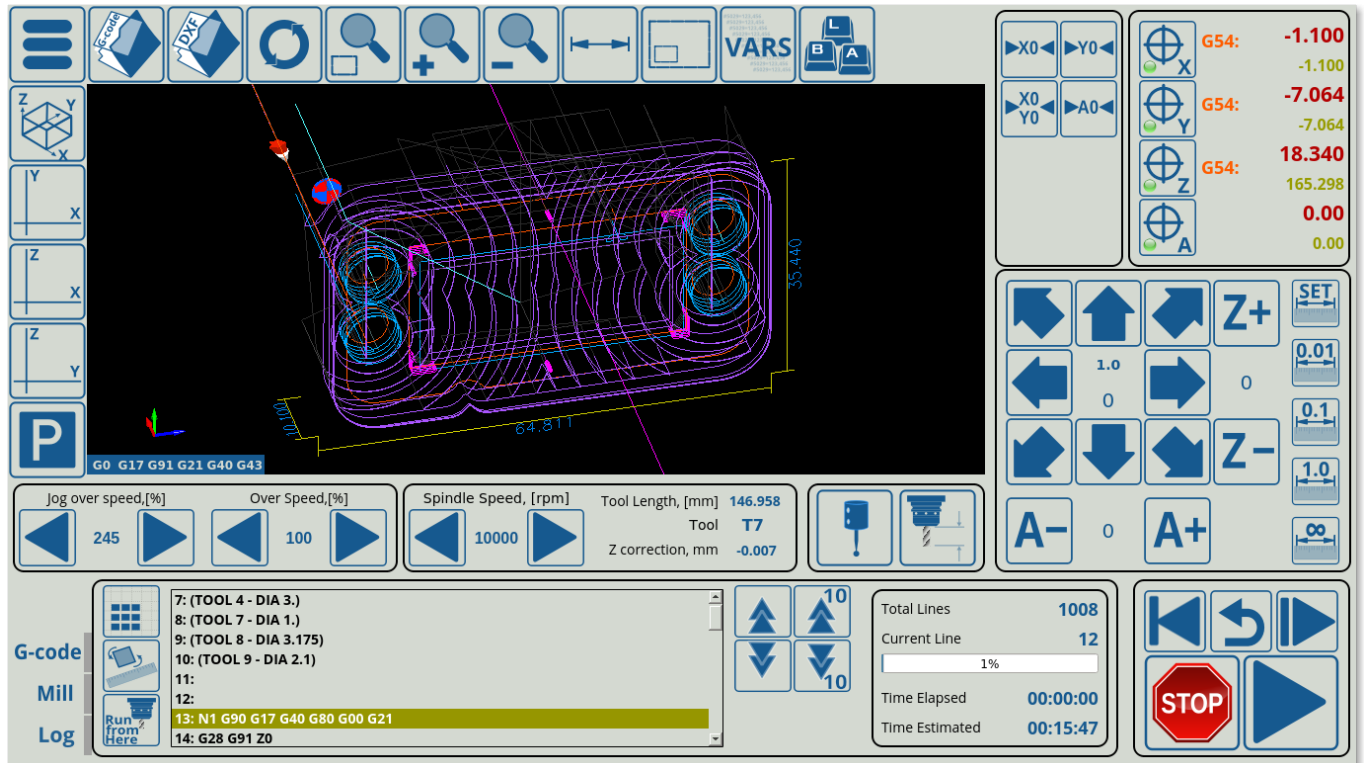 G-code
DXF
VARS
L
B
A
X0
Y0
X0
Y0
A0
X
G54:
-1.100
-1.100
Y
G54:
-7.064
-7.064
Z
G54:
18.340
165.298
A
0.00
0.00
Z
Y
X
Y
X
Z
X
Z
Y
P
35.440
64.811
10.100
G0 G17 G91 G21 G40 G43
Z+
SET
1.0
0
0
0.01
0.1
Z−
1.0
A−
0
A+
∞
Jog over speed,[%]
245
Over Speed,[%]
100
Spindle Speed, [rpm]
10000
Tool Length, [mm] 146.958
Tool T7
Z correction, mm -0.007
G-code
Mill
Log
Run
from
Here
7: (TOOL 4 - DIA 3.)
8: (TOOL 7 - DIA 1.)
9: (TOOL 8 - DIA 3.175)
10: (TOOL 9 - DIA 2.1)
11:
12:
13: N1 G90 G17 G40 G80 G00 G21
14: G28 G91 Z0
10
10
Total Lines 1008
Current Line 12
1%
Time Elapsed 00:00:00
Time Estimated 00:15:47
STOP